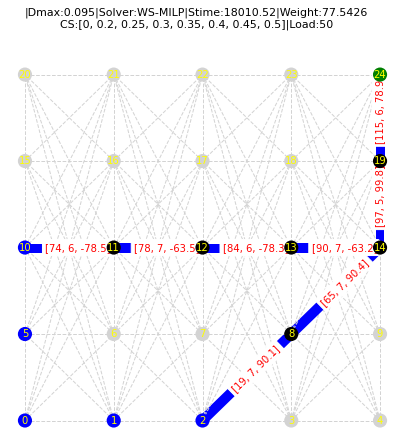 |Dmax:0.095|Solver:WS-MILP|Stime:18010.52|Weight:77.5426
CS:[0, 0.2, 0.25, 0.3, 0.35, 0.4, 0.45, 0.5]|Load:50
24
[115, 6, 78.9
19
[97, 5, 99.8
10 [74, 6, -78.5 11 [78, 7, -63.5 12 [84, 7, -78.3 13 [90, 7, -63.2 14
[65, 7, 90.4]
5 8
[19, 7, 90.1]
0 1 2